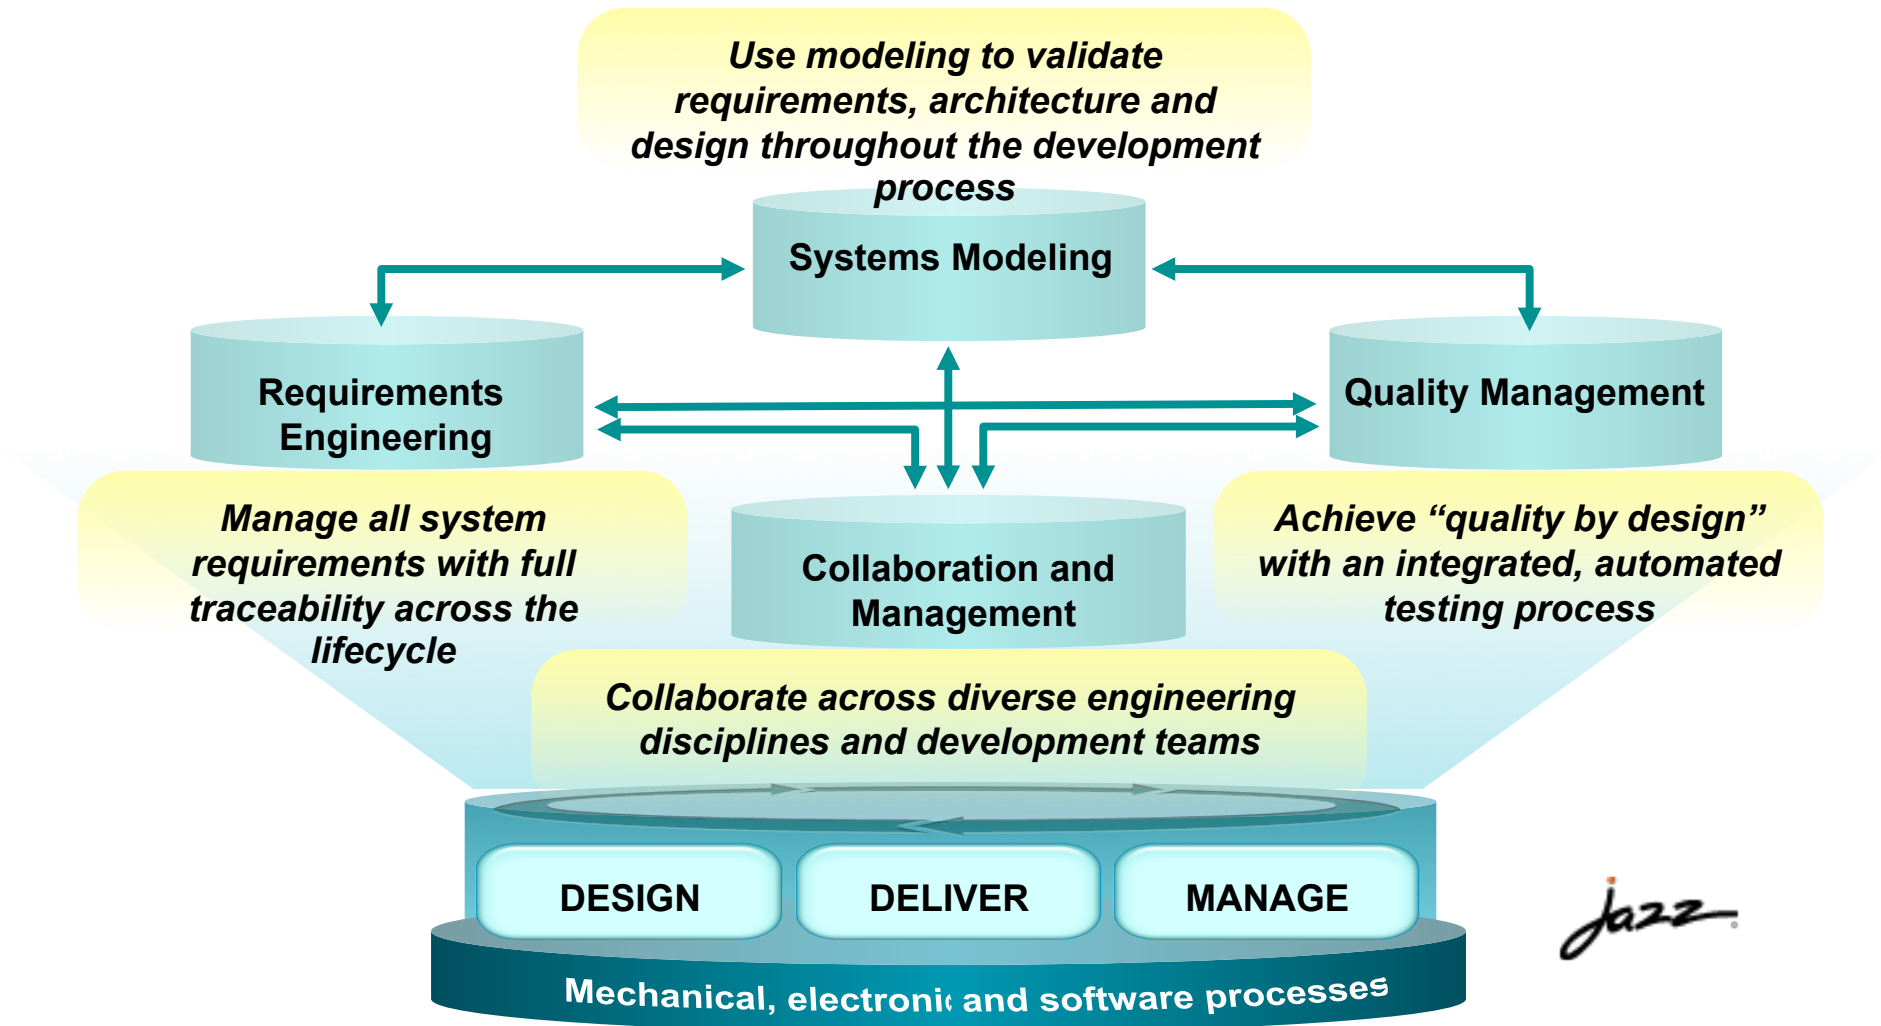 Use modeling to validate
requirements, architecture and
design throughout the development
process
Systems Modeling
Requirements
Engineering
Quality Management
Manage all system
requirements with full
traceability across the
lifecycle
Collaboration and
Management
Achieve “quality by design”
with an integrated, automated
testing process
Collaborate across diverse engineering
disciplines and development teams
DESIGN
DELIVER
MANAGE
Mechanical, electronic and software processes
jazz